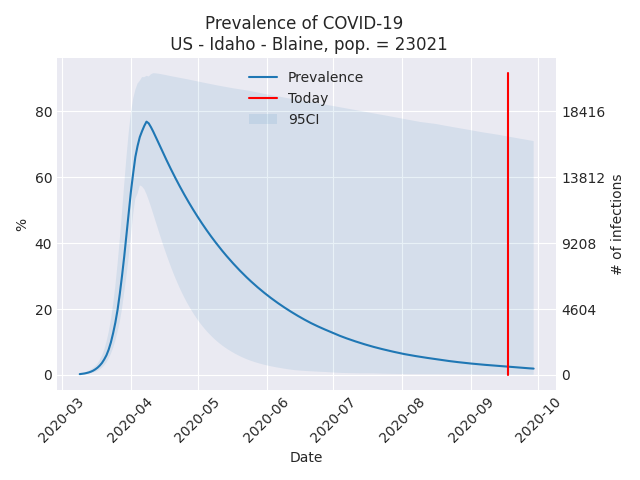 Prevalence of COVID-19
US - Idaho - Blaine, pop. = 23021
Prevalence
Today
95CI
80
60
40
20
0
%
18416
13812
9208
4604
0
# of infections
2020-03
2020-04
2020-05
2020-06
2020-07
2020-08
2020-09
2020-10
Date